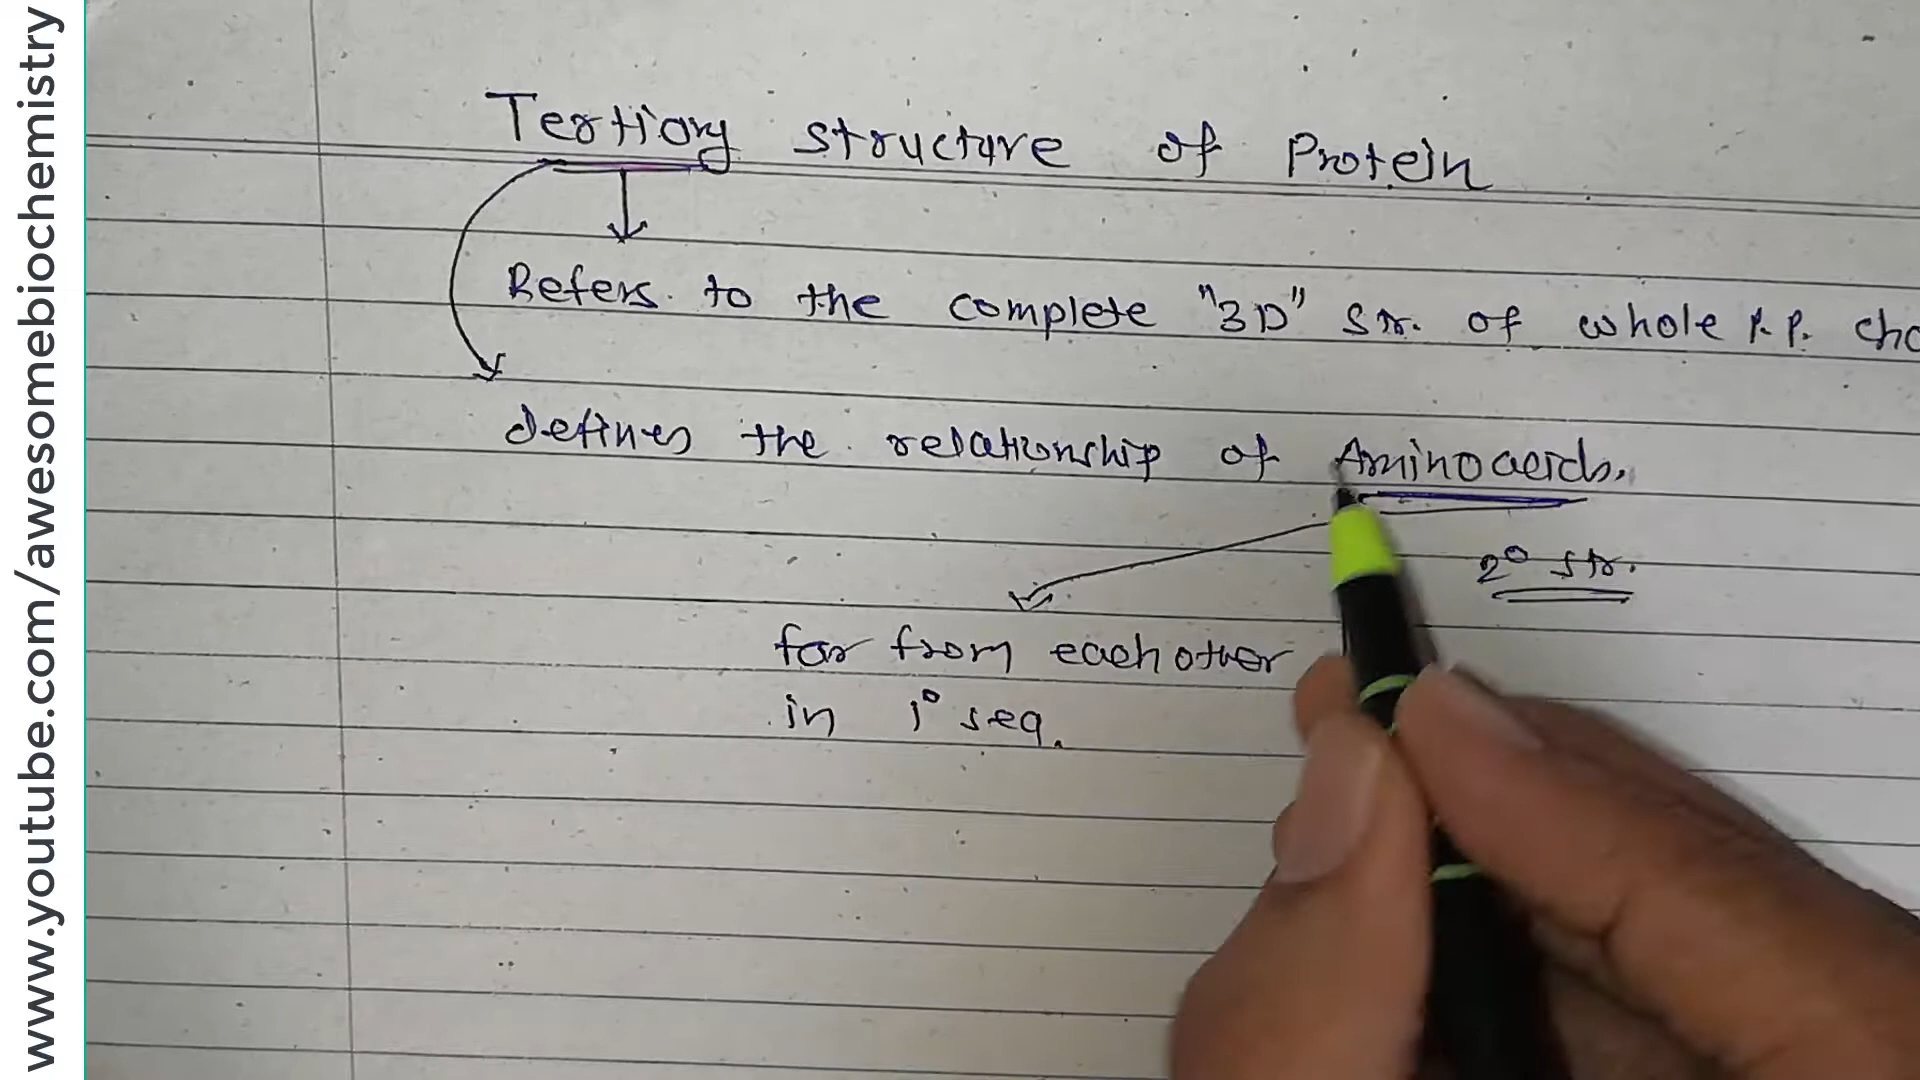 www.youtube.com/awesomebiochemistry
Tertiary structure of Protein
Refers to the complete "3D" str. of whole P.P. cha
defines the relationship of Aminoacids.
2° str.
far from each other
in 1° seq.